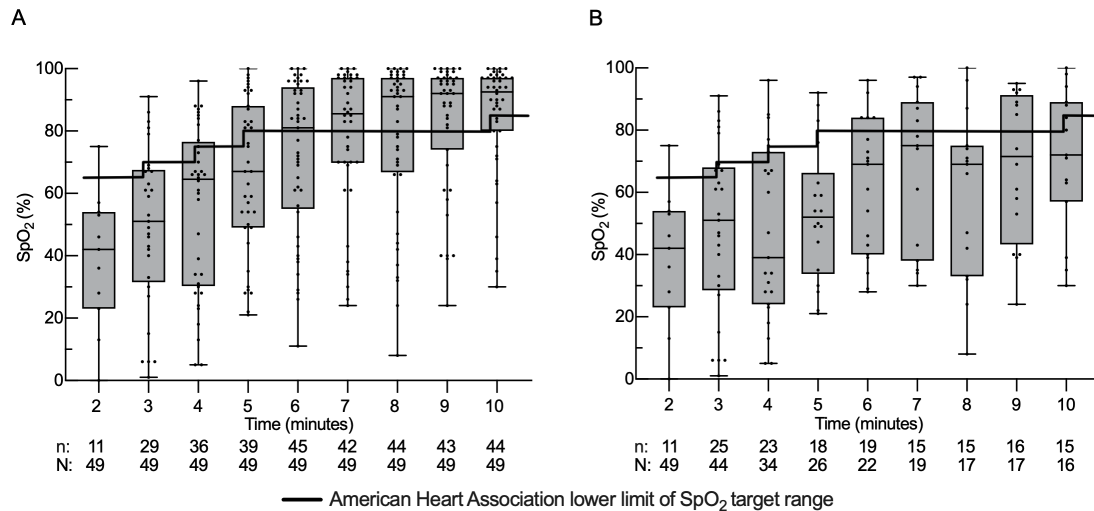 A
B
SpO2 (%)
100
80
60
40
20
0
2 3 4 5 6 7 8 9 10
Time (minutes)
n: 11 29 36 39 45 42 44 43 44
N: 49 49 49 49 49 49 49 49 49
SpO2 (%)
100
80
60
40
20
0
2 3 4 5 6 7 8 9 10
Time (minutes)
n: 11 25 23 18 19 15 15 16 15
N: 49 44 34 26 22 19 17 17 16
American Heart Association lower limit of SpO2 target range